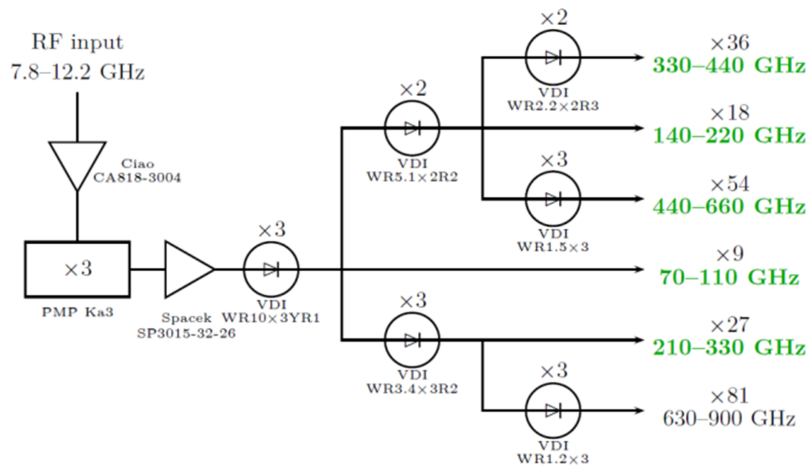 RF input
7.8–12.2 GHz
Ciao
CA818-3004
×3
PMP Ka3
Spacek
SP3015-32-26
×3
VDI
WR10×3YR1
×2
VDI
WR5.1×2R2
×3
VDI
WR3.4×3R2
×2
VDI
WR2.2×2R3
×3
VDI
WR1.5×3
×3
VDI
WR1.2×3
×36
330–440 GHz
×18
140–220 GHz
×54
440–660 GHz
×9
70–110 GHz
×27
210–330 GHz
×81
630–900 GHz